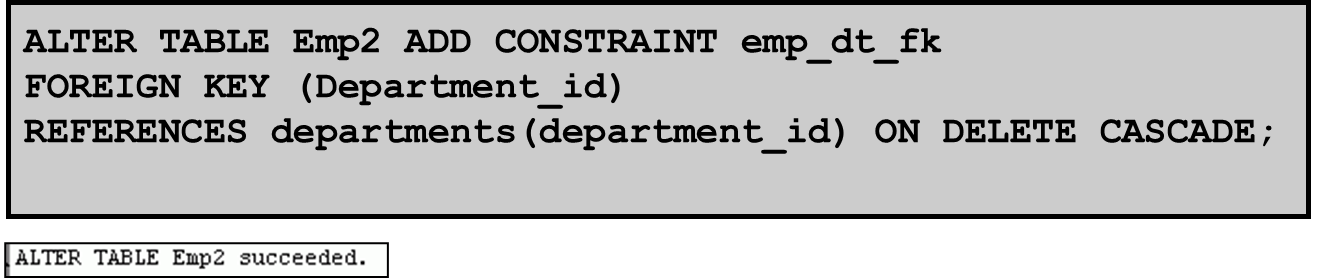 ALTER TABLE Emp2 ADD CONSTRAINT emp_dt_fk
FOREIGN KEY (Department_id)
REFERENCES departments(department_id) ON DELETE CASCADE;
ALTER TABLE Emp2 succeeded.